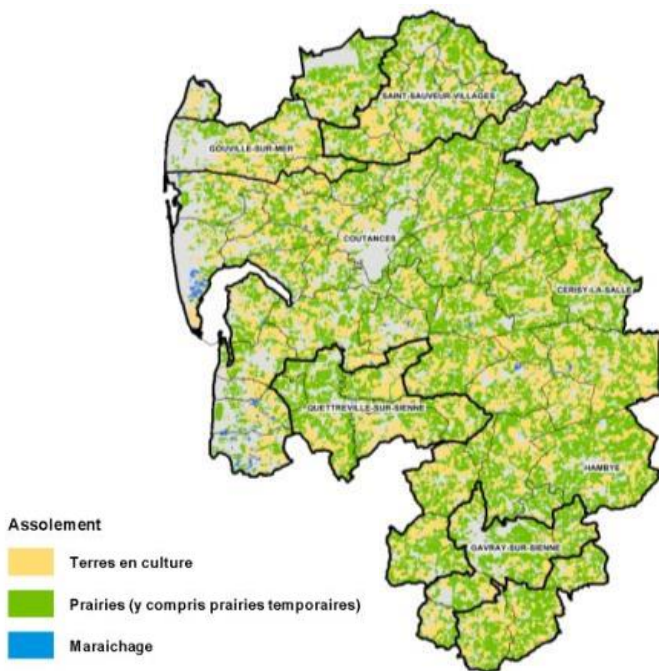 SAINT-SAUVEUR-VILLAGES
GOUVILLE-SUR-MER
COUTANCES
CERISY-LA-SALLE
QUETTREVILLE-SUR-SIENNE
HAMBYE
GAVRAY-SUR-SIENNE
Assolement
Terres en culture
Prairies (y compris prairies temporaires)
Maraichage